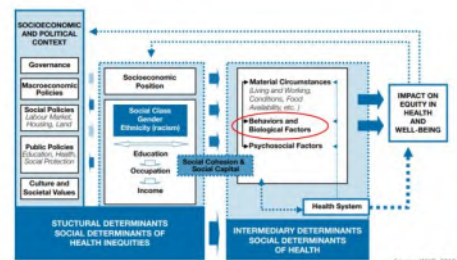 SOCIOECONOMIC
AND POLITICAL
CONTEXT
Governance
Macroeconomic
Policies
Social Policies
Labour Market,
Housing, Land
Public Policies
Education, Health,
Social Protection
Culture and
Societal Values
Socioeconomic
Position
Social Class
Gender
Ethnicity (racism)
Education
Occupation
Income
Social Cohesion &
Social Capital
Material Circumstances
(Living and Working,
Conditions, Food
Availability, etc. )
Behaviors and
Biological Factors
Psychosocial Factors
Health System
IMPACT ON
EQUITY IN
HEALTH
AND
WELL-BEING
STUCTURAL DETERMINANTS
SOCIAL DETERMINANTS OF
HEALTH INEQUITIES
INTERMEDIARY DETERMINANTS
SOCIAL DETERMINANTS
OF HEALTH